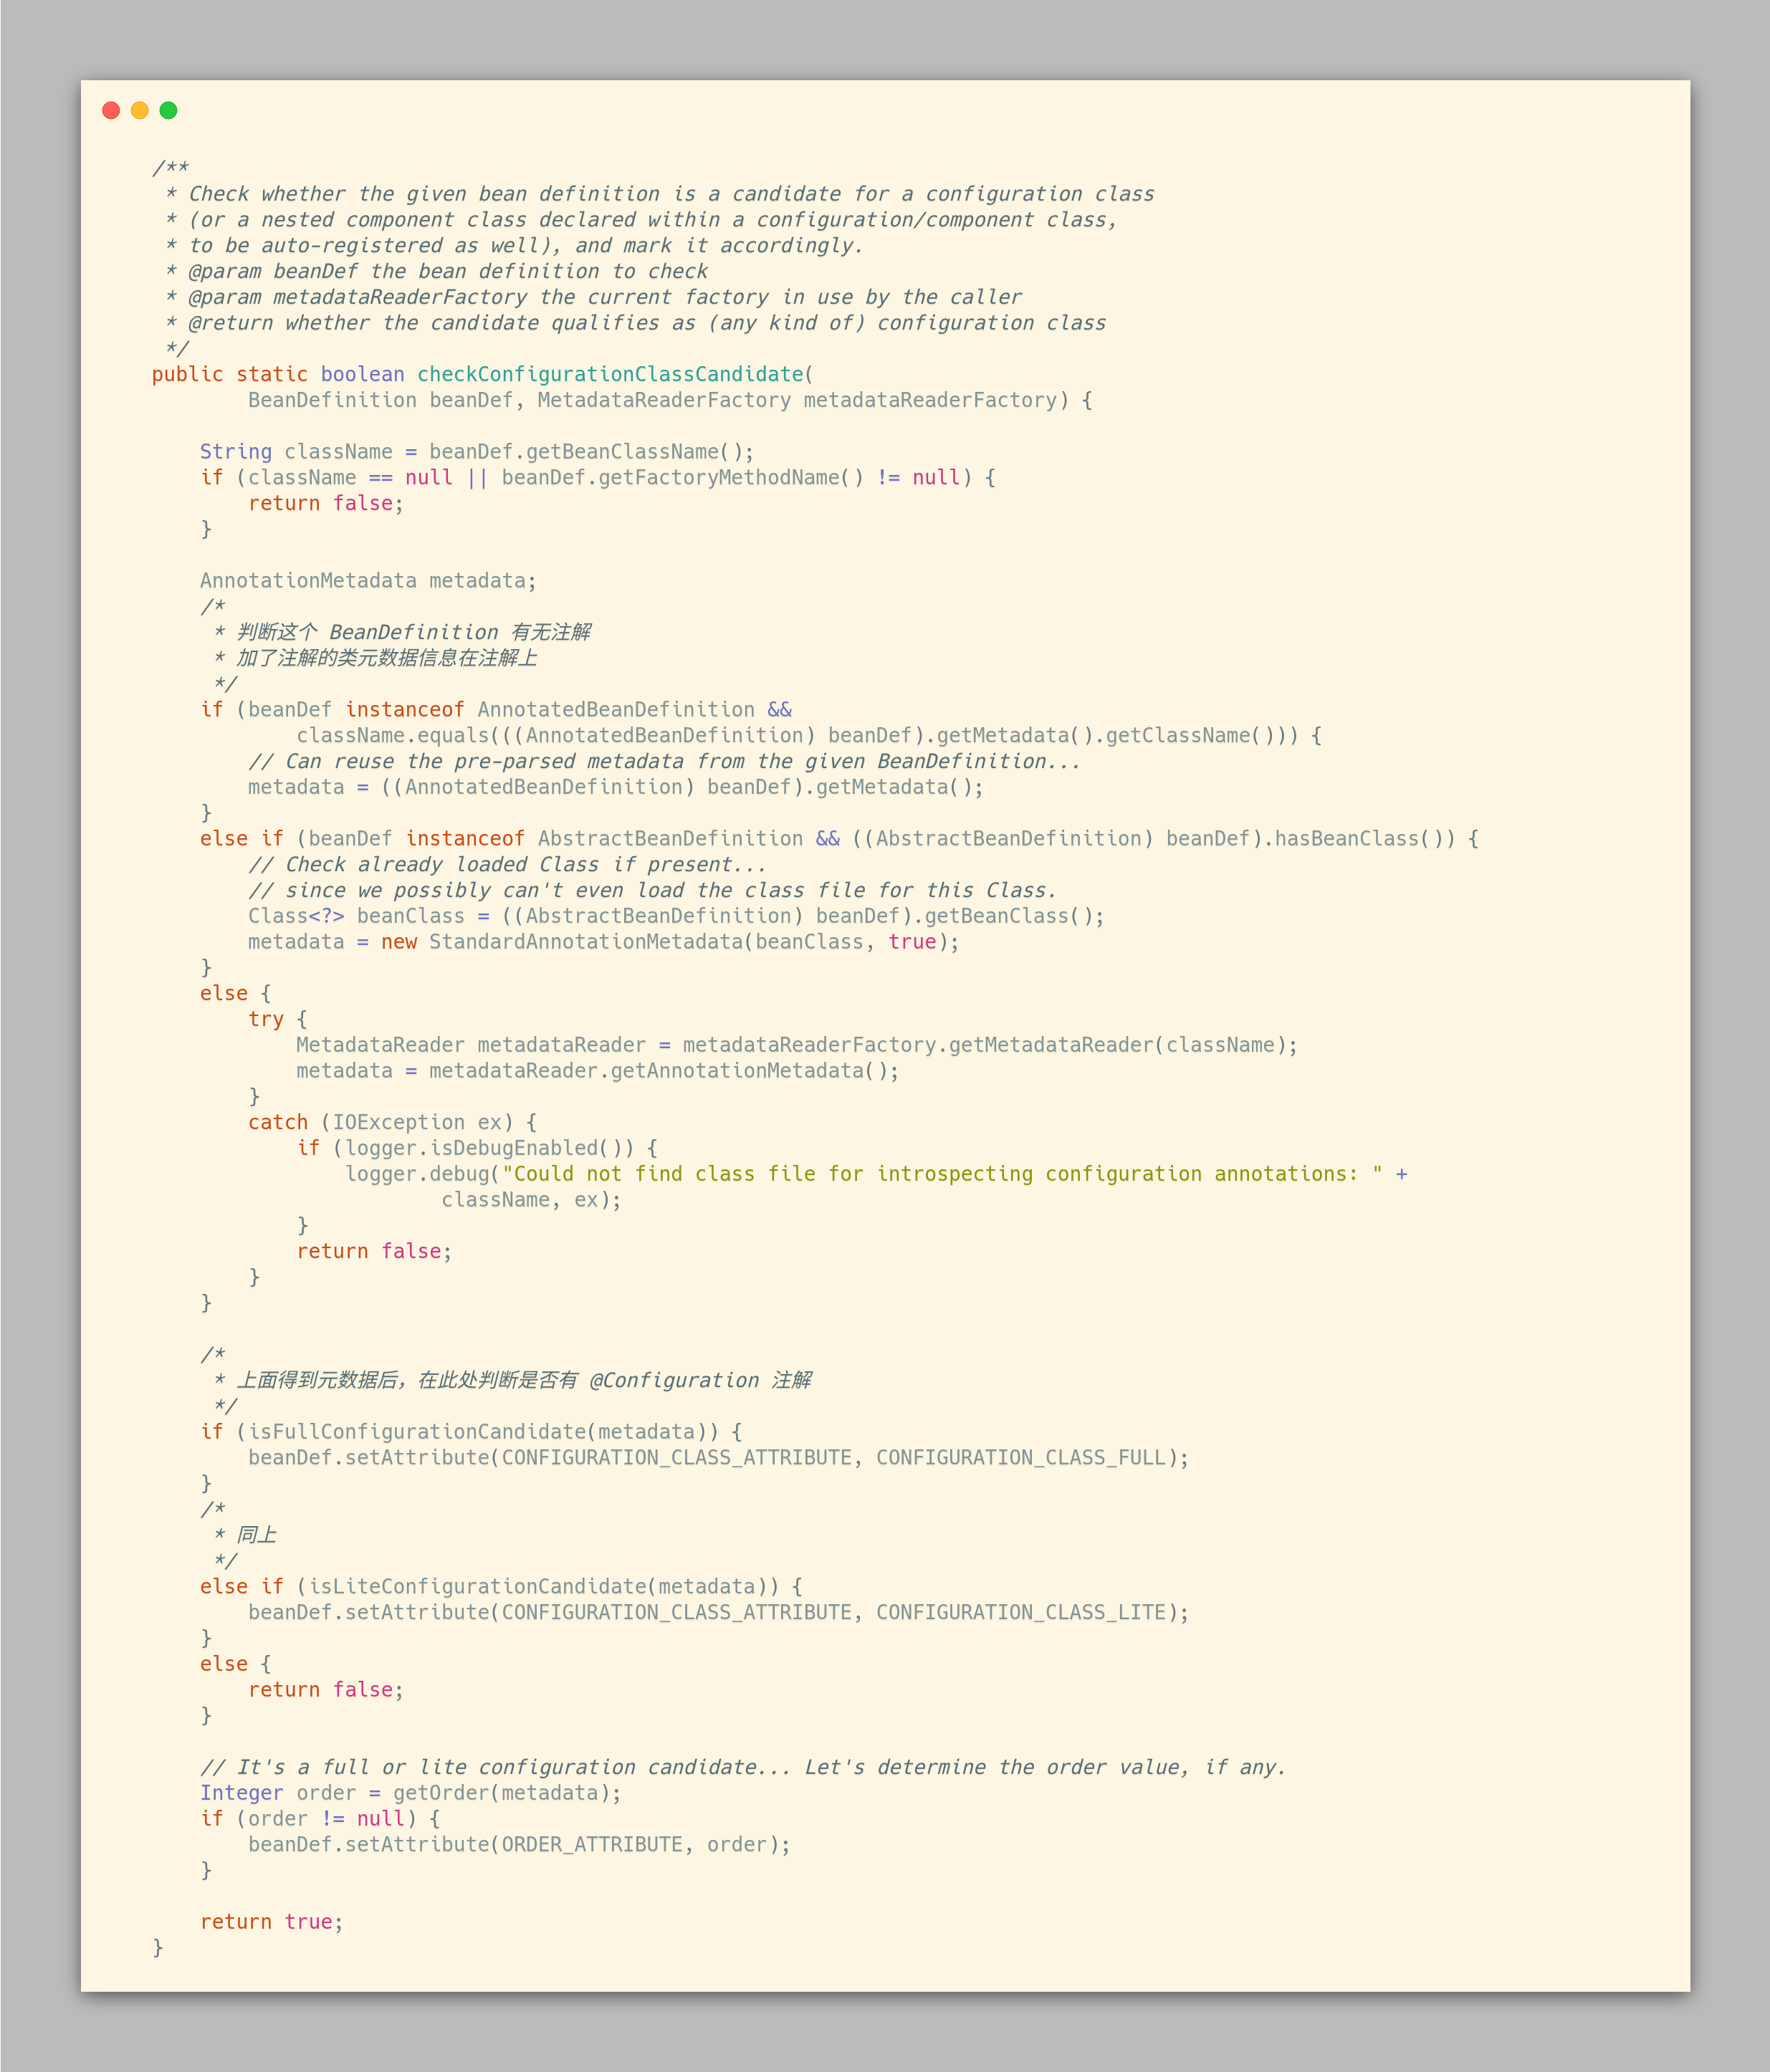 /**
 * Check whether the given bean definition is a candidate for a configuration class
 * (or a nested component class declared within a configuration/component class,
 * to be auto-registered as well), and mark it accordingly.
 * @param beanDef the bean definition to check
 * @param metadataReaderFactory the current factory in use by the caller
 * @return whether the candidate qualifies as (any kind of) configuration class
 */
public static boolean checkConfigurationClassCandidate(
        BeanDefinition beanDef, MetadataReaderFactory metadataReaderFactory) {

    String className = beanDef.getBeanClassName();
    if (className == null || beanDef.getFactoryMethodName() != null) {
        return false;
    }

    AnnotationMetadata metadata;
    /*
     * 判断这个 BeanDefinition 有无注解
     * 加了注解的类元数据信息在注解上
     */
    if (beanDef instanceof AnnotatedBeanDefinition &&
            className.equals(((AnnotatedBeanDefinition) beanDef).getMetadata().getClassName())) {
        // Can reuse the pre-parsed metadata from the given BeanDefinition...
        metadata = ((AnnotatedBeanDefinition) beanDef).getMetadata();
    }
    else if (beanDef instanceof AbstractBeanDefinition && ((AbstractBeanDefinition) beanDef).hasBeanClass()) {
        // Check already loaded Class if present...
        // since we possibly can't even load the class file for this Class.
        Class<?> beanClass = ((AbstractBeanDefinition) beanDef).getBeanClass();
        metadata = new StandardAnnotationMetadata(beanClass, true);
    }
    else {
        try {
            MetadataReader metadataReader = metadataReaderFactory.getMetadataReader(className);
            metadata = metadataReader.getAnnotationMetadata();
        }
        catch (IOException ex) {
            if (logger.isDebugEnabled()) {
                logger.debug("Could not find class file for introspecting configuration annotations: " +
                        className, ex);
            }
            return false;
        }
    }

    /*
     * 上面得到元数据后，在此处判断是否有 @Configuration 注解
     */
    if (isFullConfigurationCandidate(metadata)) {
        beanDef.setAttribute(CONFIGURATION_CLASS_ATTRIBUTE, CONFIGURATION_CLASS_FULL);
    }
    /*
     * 同上
     */
    else if (isLiteConfigurationCandidate(metadata)) {
        beanDef.setAttribute(CONFIGURATION_CLASS_ATTRIBUTE, CONFIGURATION_CLASS_LITE);
    }
    else {
        return false;
    }

    // It's a full or lite configuration candidate... Let's determine the order value, if any.
    Integer order = getOrder(metadata);
    if (order != null) {
        beanDef.setAttribute(ORDER_ATTRIBUTE, order);
    }

    return true;
}